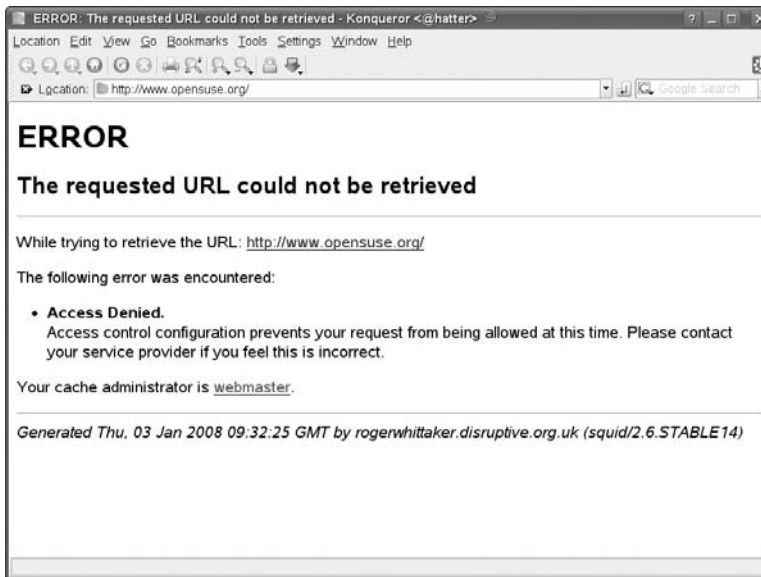 ERROR: The requested URL could not be retrieved - Konqueror <@hatter>
Location Edit View Go Bookmarks Tools Settings Window Help
Location: http://www.opensuse.org/ Google Search
ERROR
The requested URL could not be retrieved
While trying to retrieve the URL: http://www.opensuse.org/
The following error was encountered:
• Access Denied.
Access control configuration prevents your request from being allowed at this time. Please contact
your service provider if you feel this is incorrect.
Your cache administrator is webmaster.
Generated Thu, 03 Jan 2008 09:32:25 GMT by rogerwhittaker.disruptive.org.uk (squid/2.6.STABLE14)